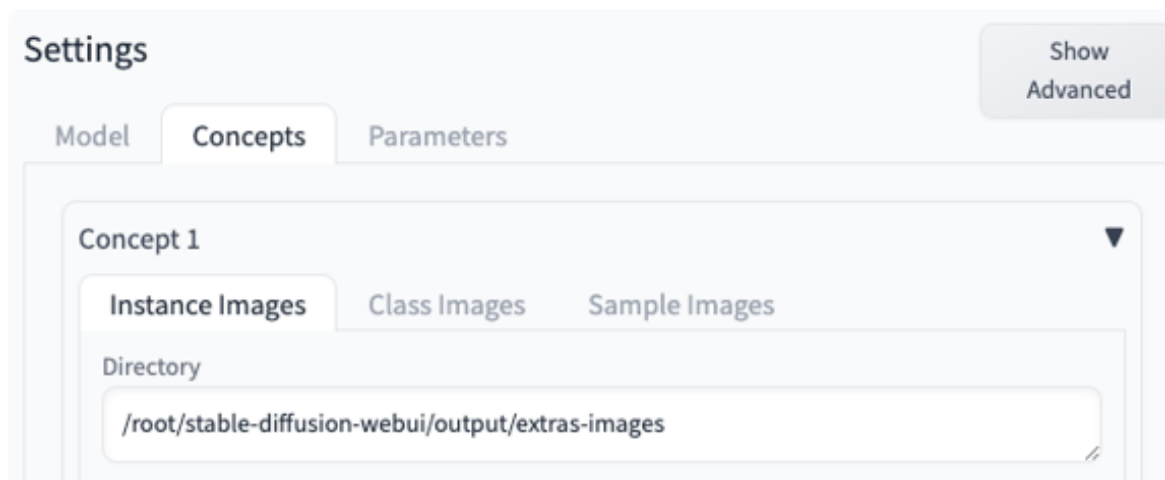 Settings
Show
Advanced
Model Concepts Parameters
Concept 1
Instance Images Class Images Sample Images
Directory
/root/stable-diffusion-webui/output/extras-images